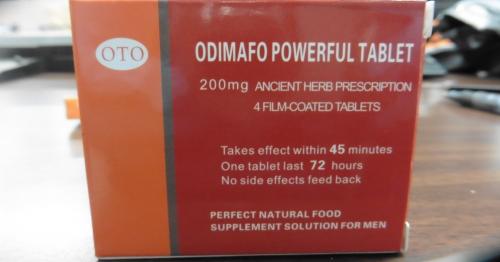 OTO
ODIMAFO POWERFUL TABLET
200mg ANCIENT HERB PRESCRIPTION
4 FILM-COATED TABLETS
Takes effect within 45 minutes
One tablet last 72 hours
No side effects feed back
PERFECT NATURAL FOOD
SUPPLEMENT SOLUTION FOR MEN